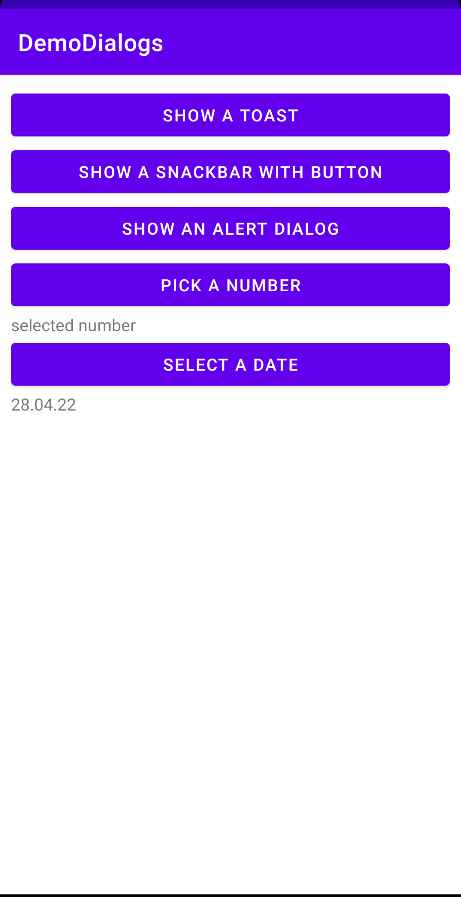 DemoDialogs
SHOW A TOAST
SHOW A SNACKBAR WITH BUTTON
SHOW AN ALERT DIALOG
PICK A NUMBER
selected number
SELECT A DATE
28.04.22